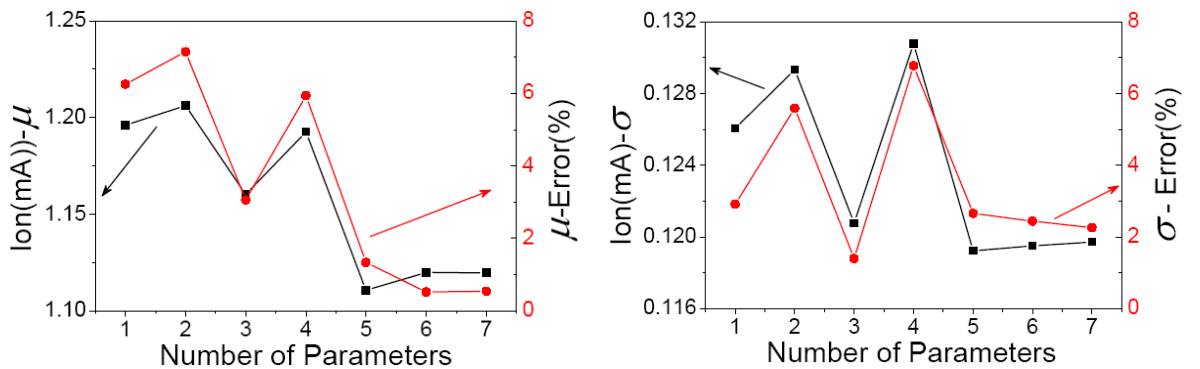 1.25
1.20
1.15
1.10
Ion(mA))-μ
1 2 3 4 5 6 7
Number of Parameters
8
6
4
2
0
μ-Error(%)
0.132
0.128
0.124
0.120
0.116
Ion(mA)-σ
1 2 3 4 5 6 7
Number of Parameters
8
6
4
2
0
σ - Error(%)